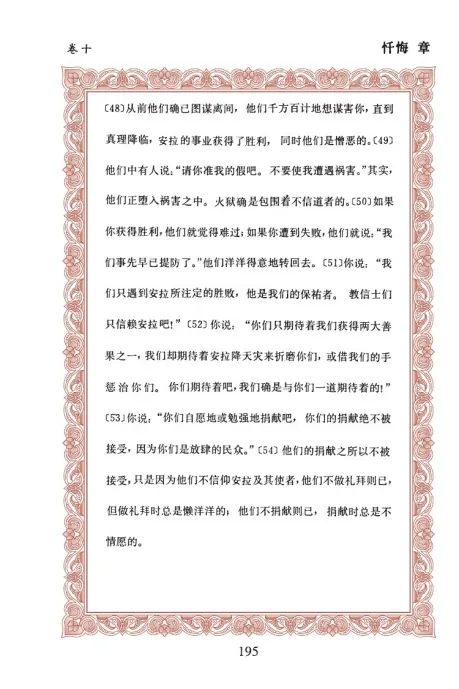 卷十 忏悔 章
〔48〕从前他们确已图谋离间，他们千方百计地想谋害你，直到
真理降临，安拉的事业获得了胜利，同时他们是憎恶的。〔49〕
他们中有人说：“请你准我的假吧。不要使我遭遇祸害。”其实，
他们正堕入祸害之中。火狱确是包围着不信道者的。〔50〕如果
你获得胜利，他们就觉得难过；如果你遭到失败，他们就说：“我
们事先早已提防了。”他们洋洋得意地转回去。〔51〕你说：“我
们只遇到安拉所注定的胜败，他是我们的保祐者。教信士们
只信赖安拉吧！”〔52〕你说：“你们只期待着我们获得两大善
果之一，我们却期待着安拉降天灾来折磨你们，或借我们的手
惩治你们。你们期待着吧，我们确是与你们一道期待的！”
〔53〕你说：“你们自愿地或勉强地捐献吧，你们的捐献绝不被
接受，因为你们是放肆的民众。”〔54〕他们的捐献之所以不被
接受，只是因为他们不信仰安拉及其使者，他们不做礼拜则已，
但做礼拜时总是懒洋洋的；他们不捐献则已，捐献时总是不
情愿的。
195